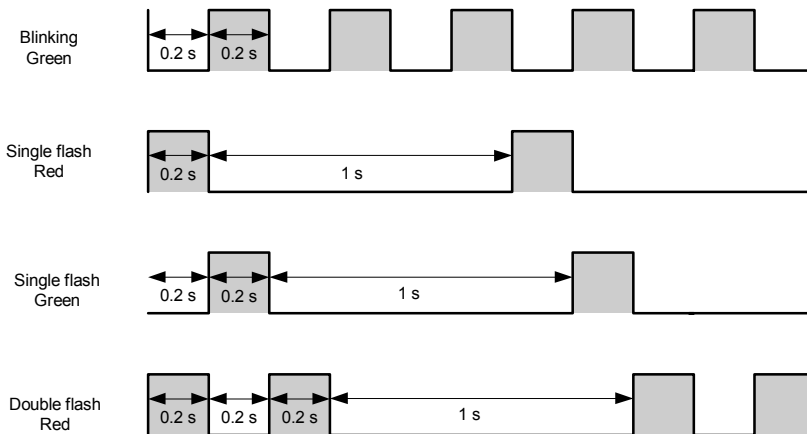 Blinking
Green
0.2 s 0.2 s
Single flash
Red
0.2 s 1 s
Single flash
Green
0.2 s 0.2 s 1 s
Double flash
Red
0.2 s 0.2 s 0.2 s 1 s